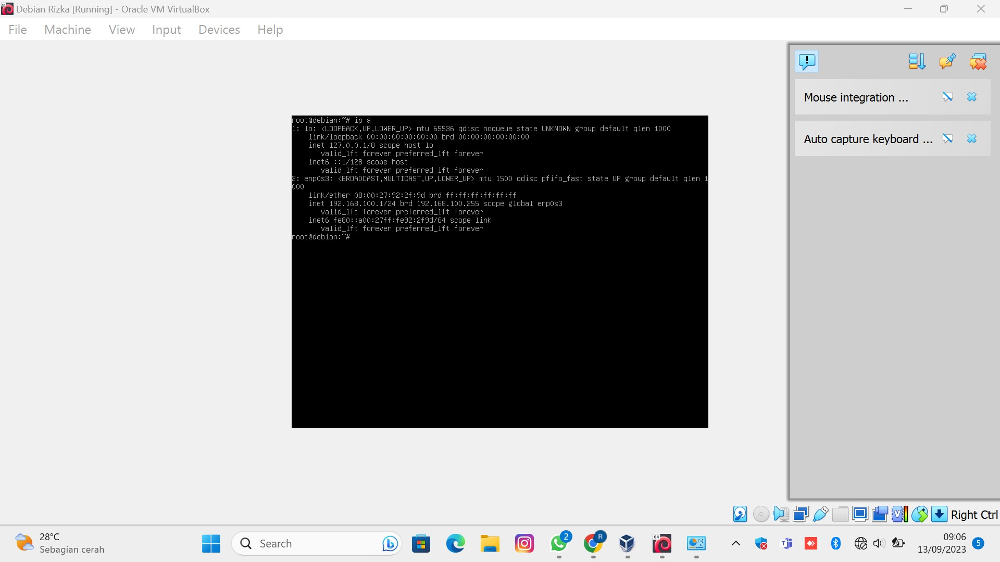 Debian Rizka [Running] - Oracle VM VirtualBox
File Machine View Input Devices Help
Mouse integration ...
Auto capture keyboard ...
root@debian:~# ip a
1: lo: <LOOPBACK,UP,LOWER_UP> mtu 65536 qdisc noqueue state UNKNOWN group default qlen 1000
link/loopback 00:00:00:00:00:00 brd 00:00:00:00:00:00
inet 127.0.0.1/8 scope host lo
valid_lft forever preferred_lft forever
inet6 ::1/128 scope host
valid_lft forever preferred_lft forever
2: enp0s3: <BROADCAST,MULTICAST,UP,LOWER_UP> mtu 1500 qdisc pfifo_fast state UP group default qlen 1
000
link/ether 08:00:27:92:2f:9d brd ff:ff:ff:ff:ff:ff
inet 192.168.100.1/24 brd 192.168.100.255 scope global enp0s3
valid_lft forever preferred_lft forever
inet6 fe80::a00:27ff:fe92:2f9d/64 scope link
valid_lft forever preferred_lft forever
root@debian:~#
Right Ctrl
28°C
Sebagian cerah
Search
2
R
64
09:06
13/09/2023
5